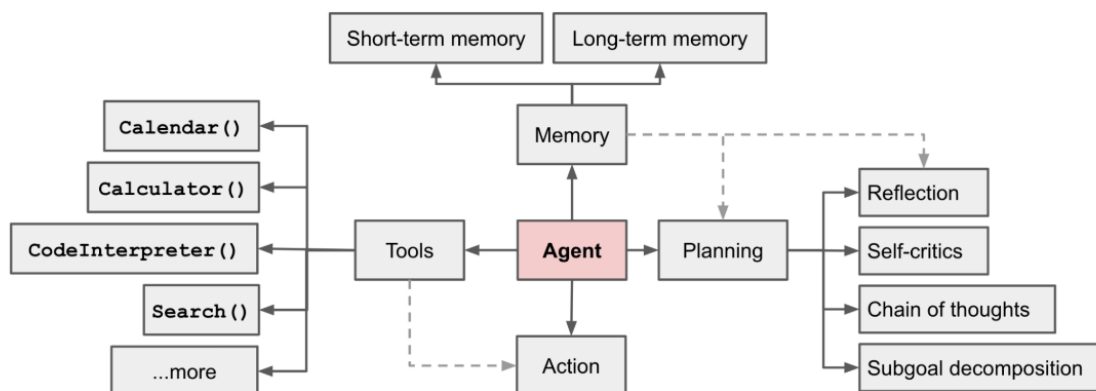 Short-term memory
Long-term memory
Calendar()
Memory
Calculator()
Reflection
CodeInterpreter()
Tools
Agent
Planning
Self-critics
Search()
Chain of thoughts
...more
Action
Subgoal decomposition